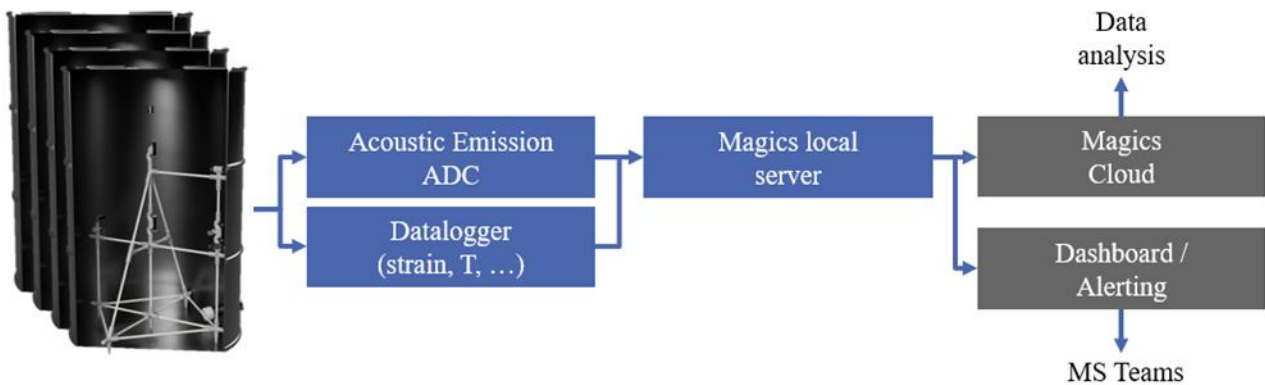 Data
analysis
Acoustic Emission
ADC
Magics local
server
Magics
Cloud
Datalogger
(strain, T, …)
Dashboard /
Alerting
MS Teams